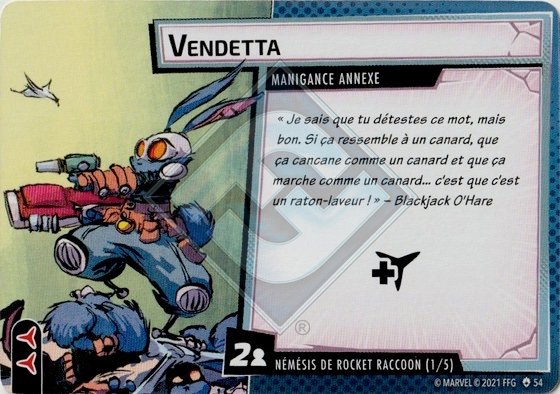 VENDETTA
MANIGANCE ANNEXE
« Je sais que tu détestes ce mot, mais
bon. Si ça ressemble à un canard, que
ça cancane comme un canard et que ça
marche comme un canard... c'est que c'est
un raton-laveur ! » – Blackjack O'Hare
2
NÉMÉSIS DE ROCKET RACCOON (1/5)
© MARVEL © 2021 FFG 54